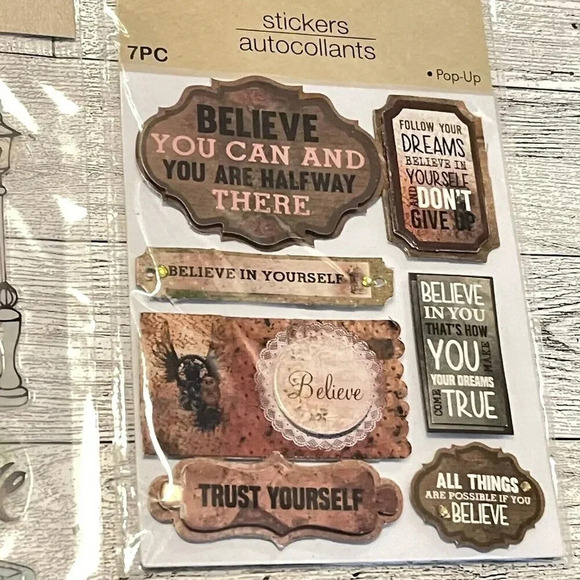 stickers
autocollants
7PC
• Pop-Up
BELIEVE
YOU CAN AND
YOU ARE HALFWAY
THERE
FOLLOW YOUR
DREAMS
BELIEVE IN
YOURSELF
AND DON'T
GIVE UP
BELIEVE IN YOURSELF
BELIEVE
IN YOU
THAT'S HOW
YOU MAKE
YOUR DREAMS
COME TRUE
Believe
TRUST YOURSELF
ALL THINGS
ARE POSSIBLE IF YOU
BELIEVE